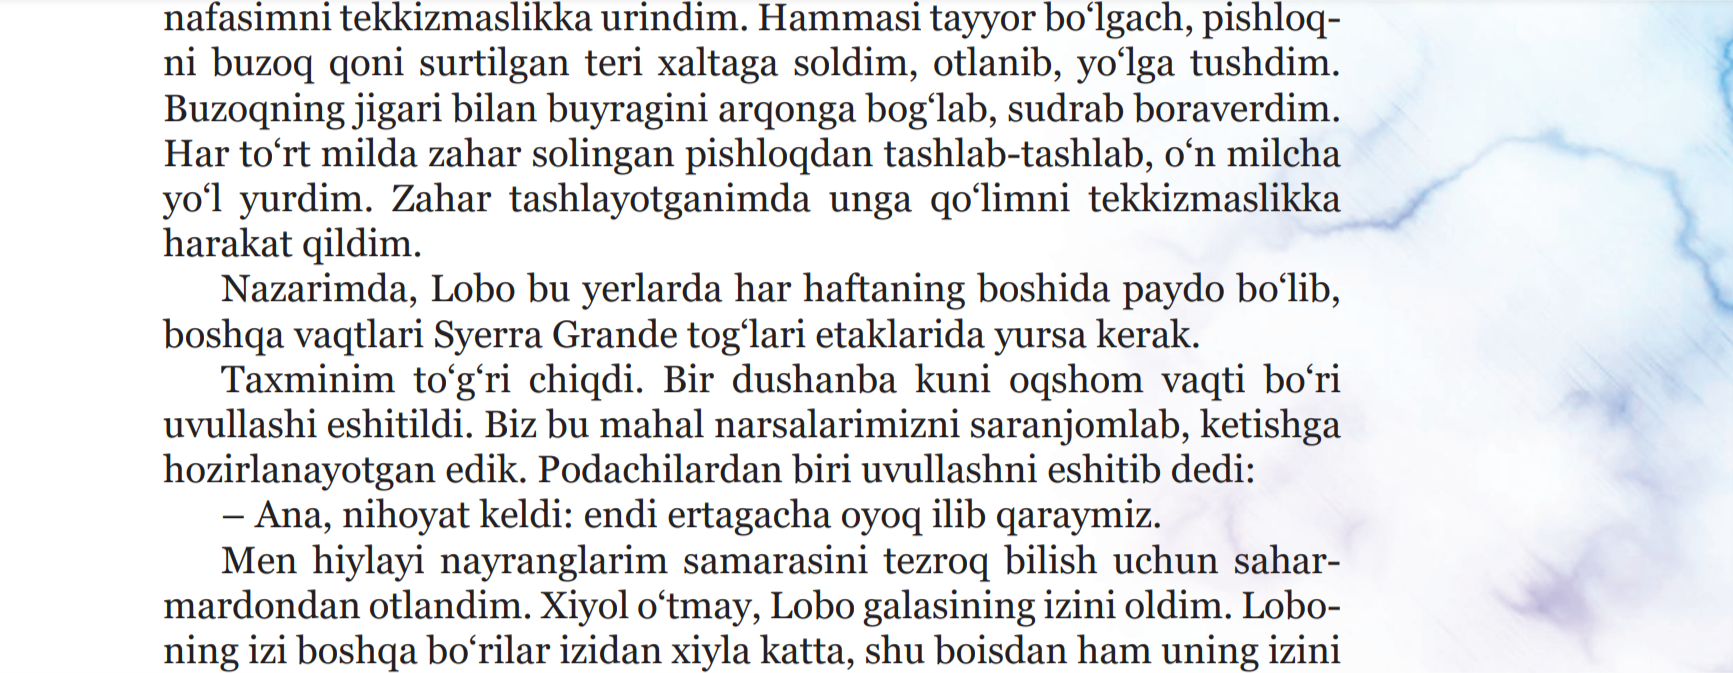 nafasimni tekkizmaslikka urindim. Hammasi tayyor bo‘lgach, pishloq-
ni buzoq qoni surtilgan teri xaltaga soldim, otlanib, yo‘lga tushdim.
Buzoqning jigari bilan buyragini arqonga bog‘lab, sudrab boraverdim.
Har to‘rt milda zahar solingan pishloqdan tashlab-tashlab, o‘n milcha
yo‘l yurdim. Zahar tashlayotganimda unga qo‘limni tekkizmaslikka
harakat qildim.
Nazarimda, Lobo bu yerlarda har haftaning boshida paydo bo‘lib,
boshqa vaqtlari Syerra Grande tog‘lari etaklarida yursa kerak.
Taxminim to‘g‘ri chiqdi. Bir dushanba kuni oqshom vaqti bo‘ri
uvullashi eshitildi. Biz bu mahal narsalarimizni saranjomlab, ketishga
hozirlanayotgan edik. Podachilardan biri uvullashni eshitib dedi:
– Ana, nihoyat keldi: endi ertagacha oyoq ilib qaraymiz.
Men hiylayi nayranglarim samarasini tezroq bilish uchun sahar-
mardondan otlandim. Xiyol o‘tmay, Lobo galasining izini oldim. Lobo-
ning izi boshqa bo‘rilar izidan xiyla katta, shu boisdan ham uning izini